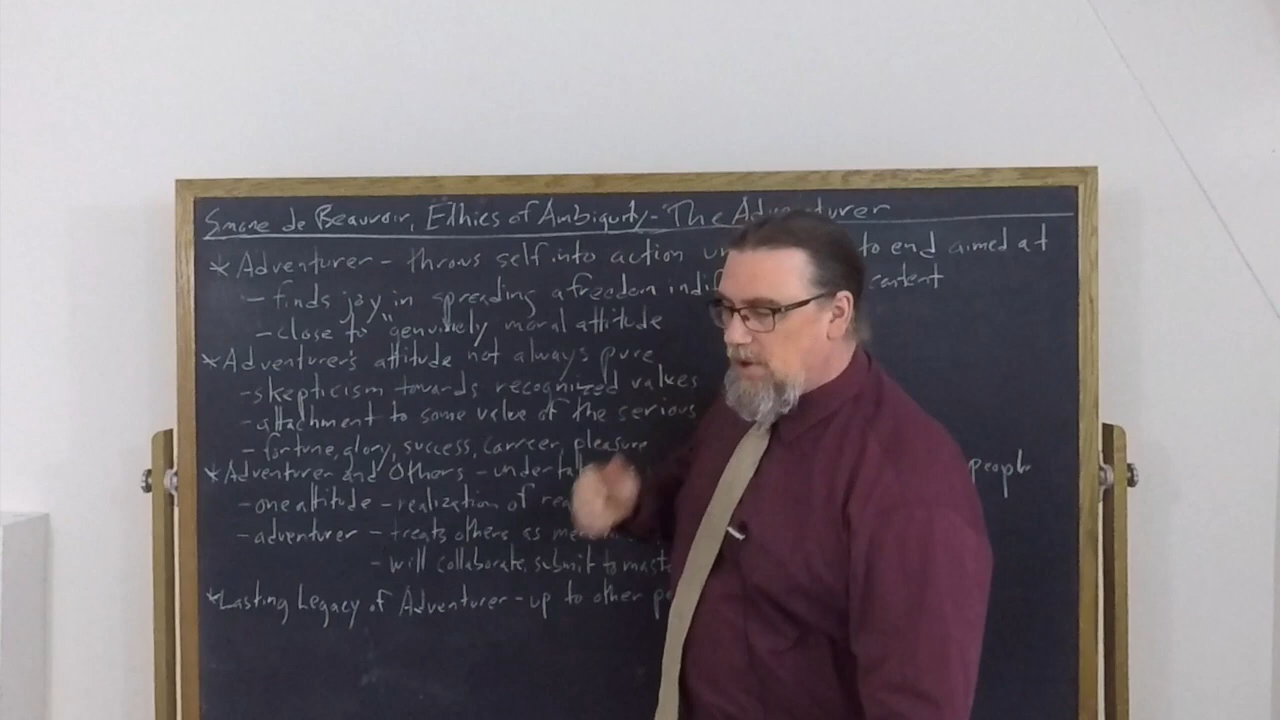 Simone de Beauvoir, Ethics of Ambiguity - "The Adventurer
* Adventurer - throws self into action to end aimed at
- finds joy in spreading a freedom content
- close to "genuinely moral attitude
* Adventurer's attitude not always pure
- skepticism towards recognized values
- attachment to some value of the serious
- fortune, glory, success, carreer, pleasure
* Adventurer and Others - people
- one attitude - realization of
- adventurer - treats others as
- will collaborate, submit to
* Lasting Legacy of Adventurer - up to other